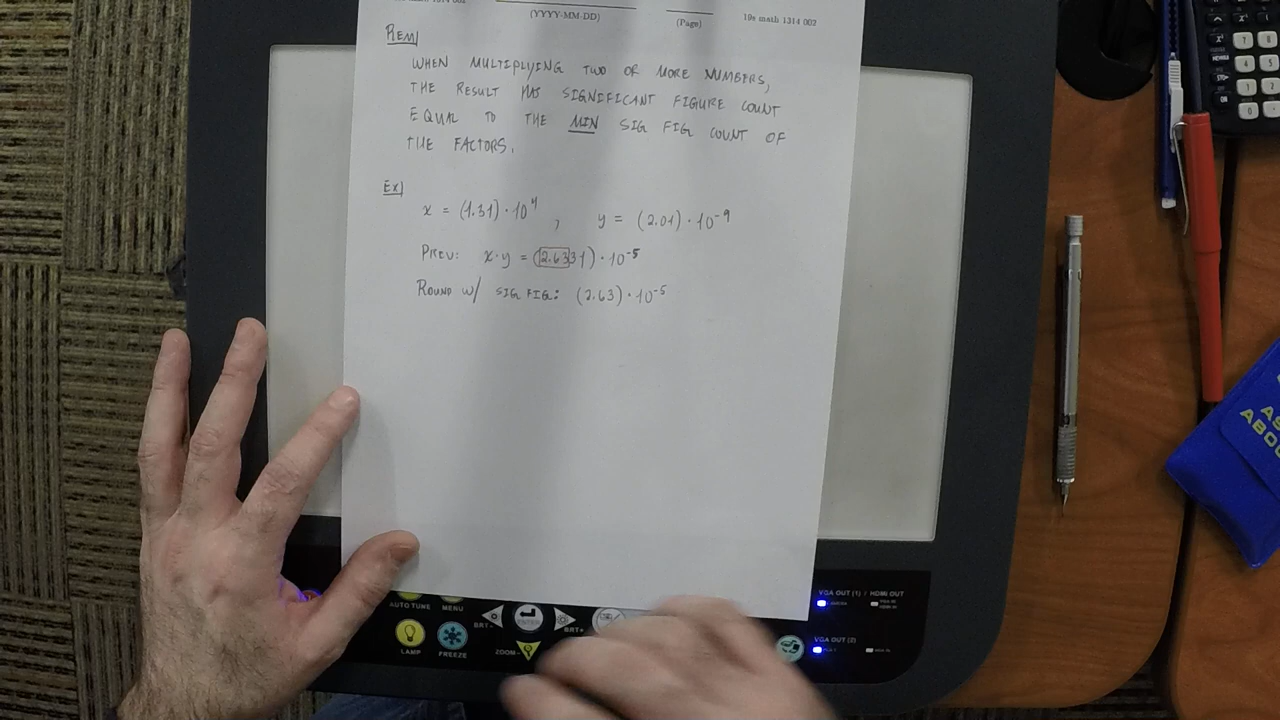 (YYYY-MM-DD)
(Page)
19s math 1314 002
REM
WHEN MULTIPLYING TWO OR MORE NUMBERS,
THE RESULT HAS SIGNIFICANT FIGURE COUNT
EQUAL TO THE MIN SIG FIG COUNT OF
THE FACTORS.
EX
x = (1.31)·10⁴ , y = (2.01)·10⁻⁹
PREV: x·y = (2.6331)·10⁻⁵
ROUND W/ SIG FIG: (2.63)·10⁻⁵
AUTO TUNE
MENU
BRT-
ENTER
BRT+
LAMP
FREEZE
ZOOM-
VGA OUT (1) / HDMI OUT
VGA OUT (2)